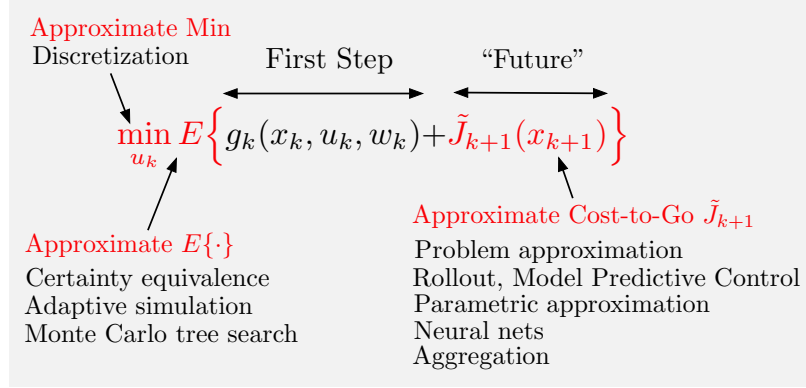 Approximate Min
Discretization
First Step
“Future”
min E{g_k(x_k, u_k, w_k)+J̃_{k+1}(x_{k+1})}
u_k
Approximate E{·}
Certainty equivalence
Adaptive simulation
Monte Carlo tree search
Approximate Cost-to-Go J̃_{k+1}
Problem approximation
Rollout, Model Predictive Control
Parametric approximation
Neural nets
Aggregation